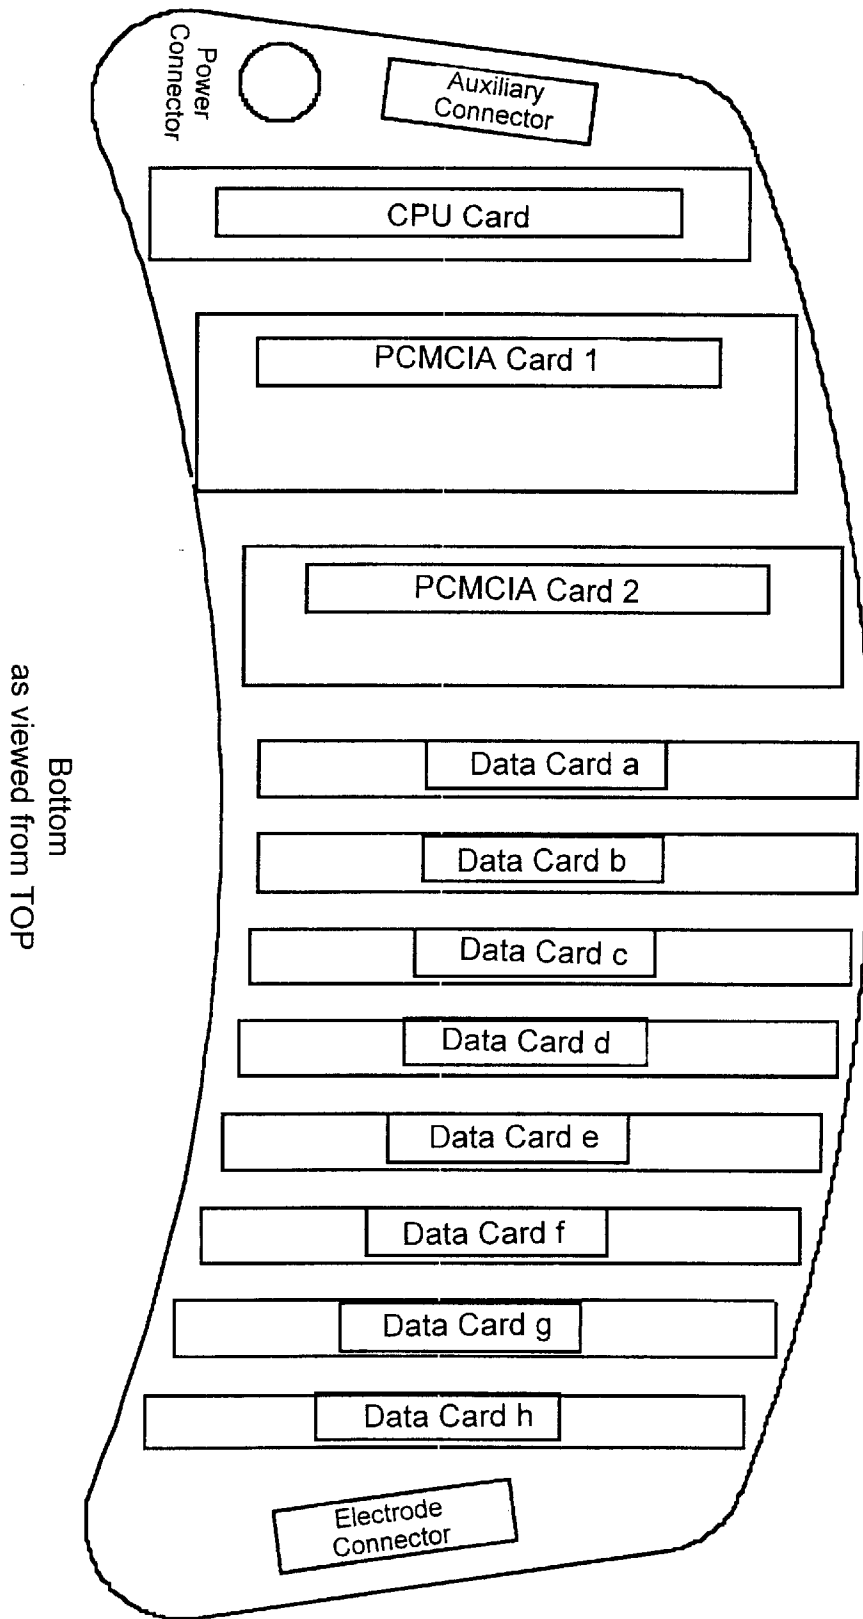 Power
Connector
Auxiliary
Connector
CPU Card
PCMCIA Card 1
PCMCIA Card 2
Data Card a
Data Card b
Data Card c
Data Card d
Data Card e
Data Card f
Data Card g
Data Card h
Electrode
Connector
Bottom
as viewed from TOP